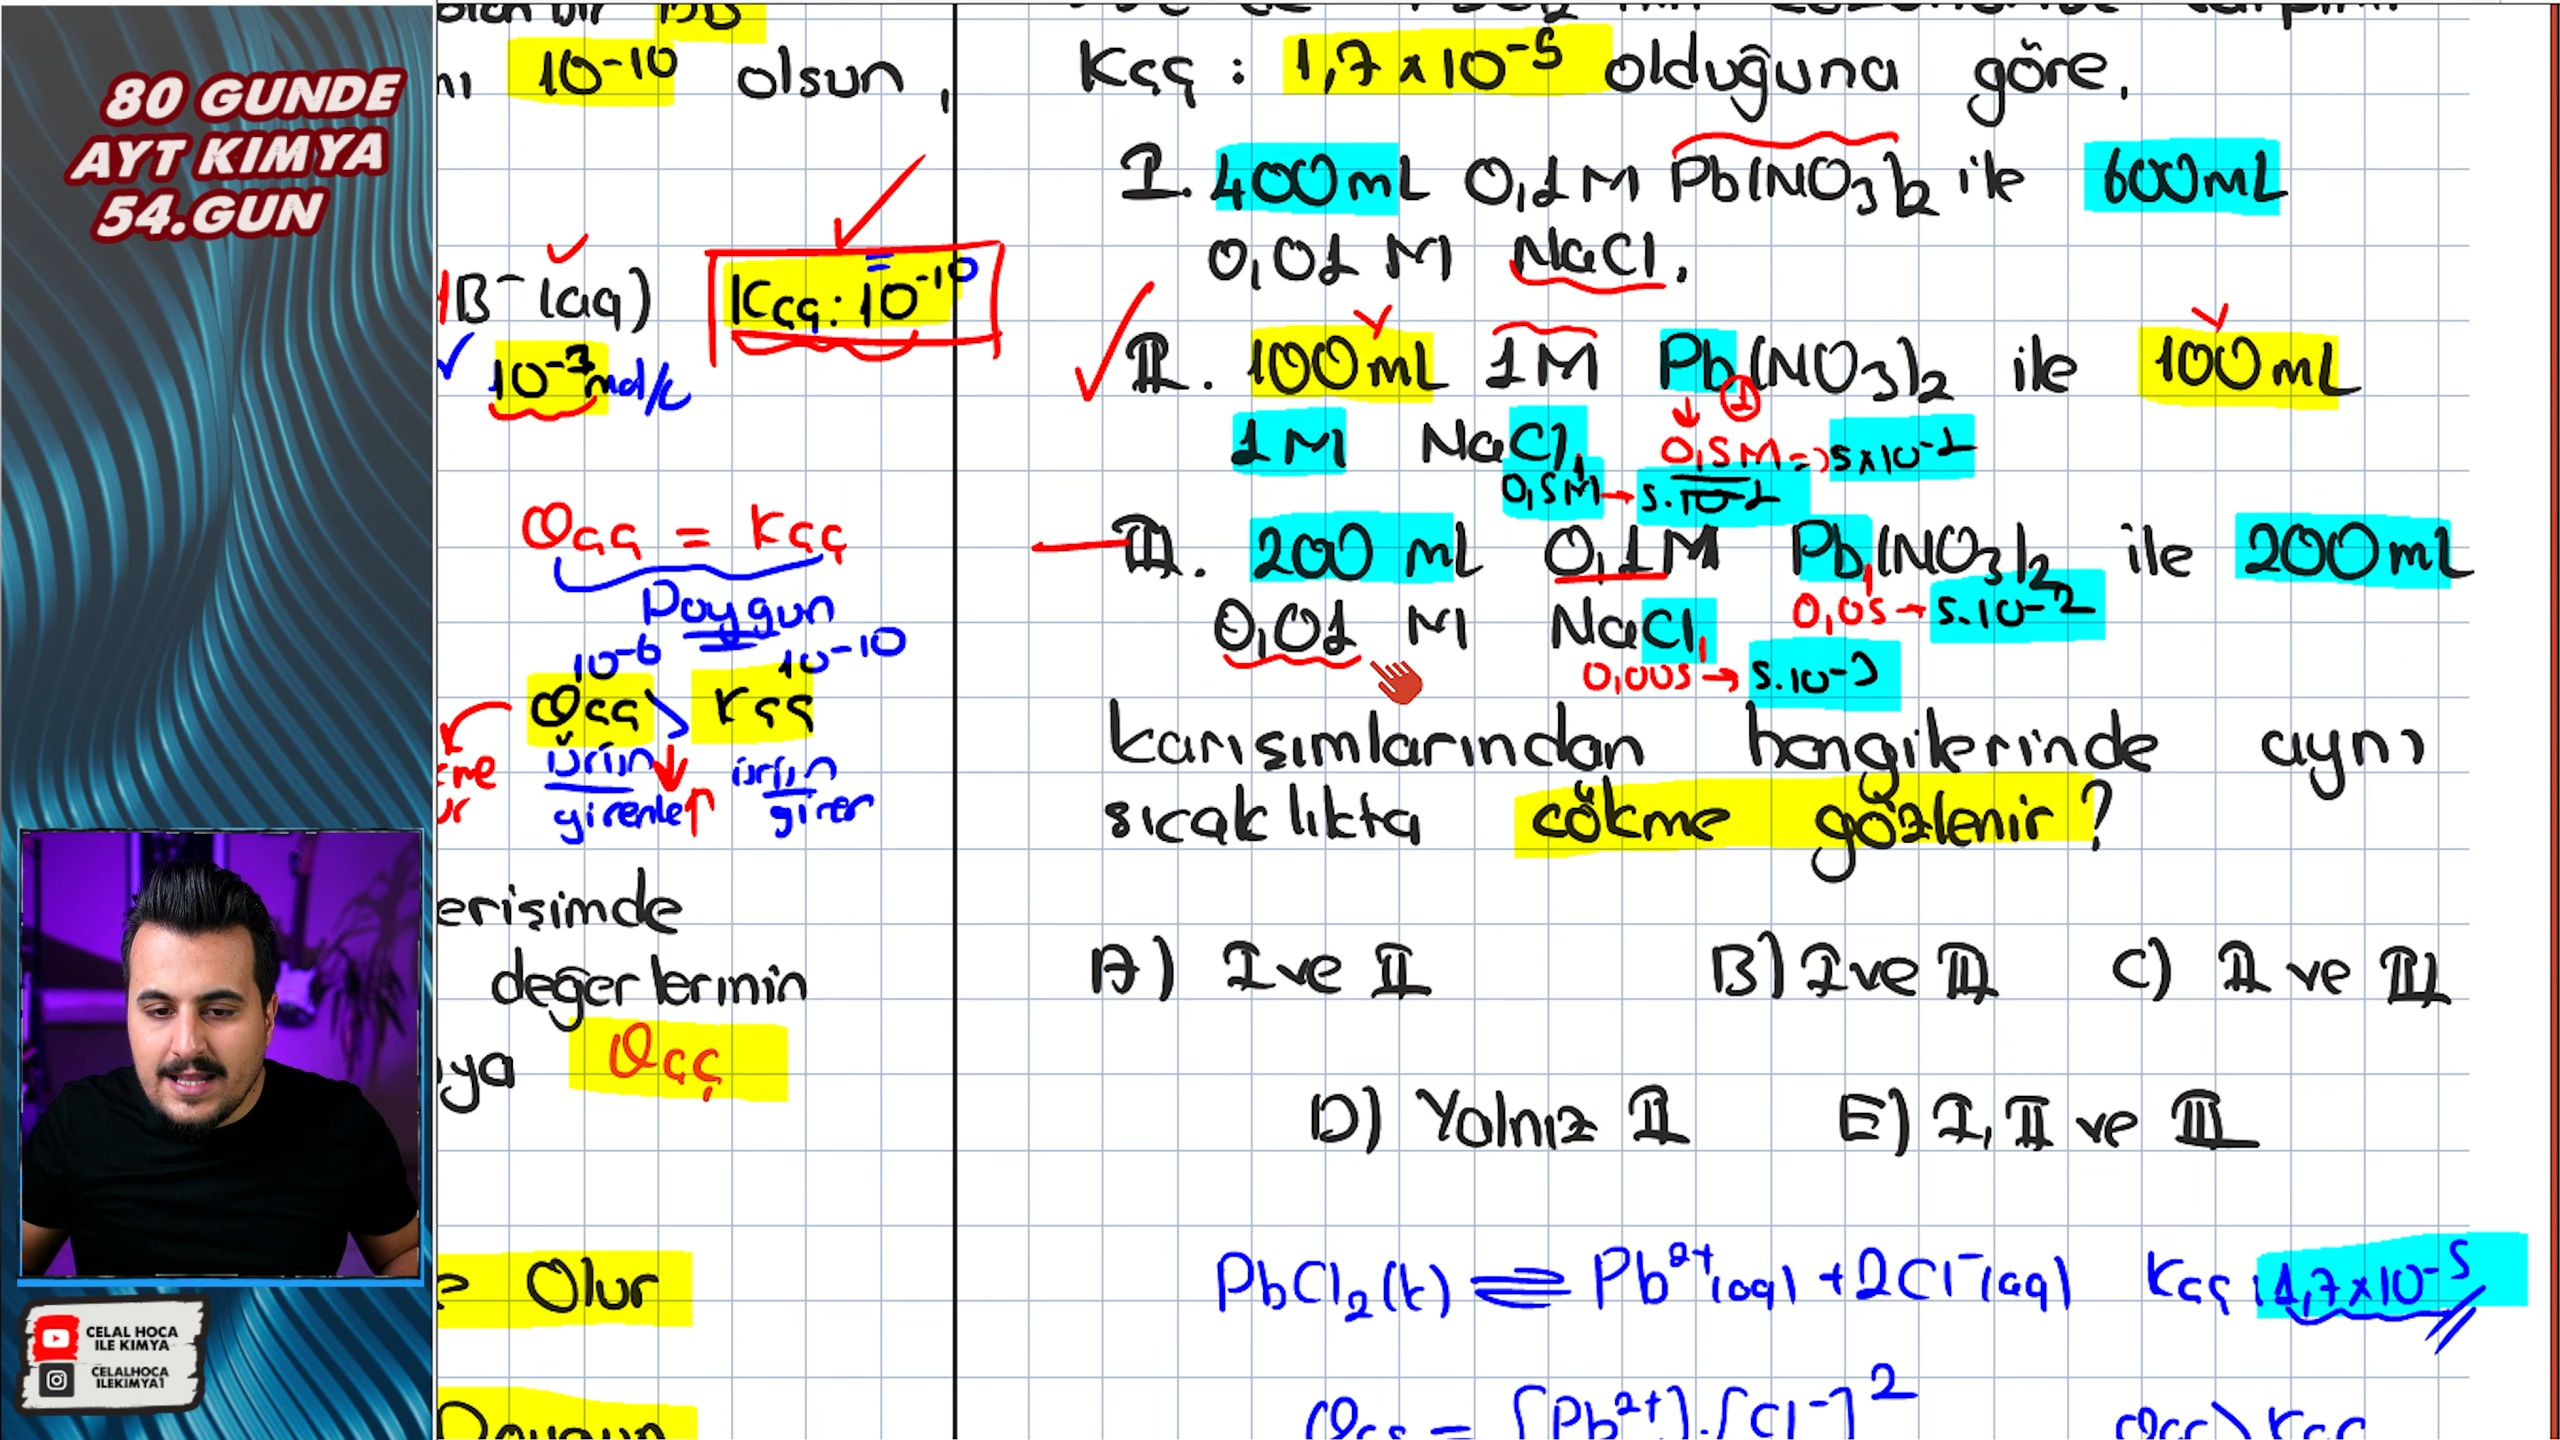 80 GUNDE
AYT KIMYA
54.GUN
10-10 olsun,
B- (aq)
Kçç: 10-10
10-7 mol/L
Qçç = Kçç
Doygun
10-6 10-10
Qçç > Kçç
ürün ürün
girenler girer
erişimde
değerlerinin
Qçç
Olur
Doygun
Kçç : 1,7x10-5 olduğuna göre,
I. 400mL 0,1M Pb(NO3)2 ile 600mL
0,01 M NaCl.
II. 100mL 1M Pb(NO3)2 ile 100mL
1
1M NaCl, 0,5M => 5x10-1
0,5M → 5.10-1
III. 200 mL 0,1M Pb(NO3)2 ile 200mL
0,05 → 5.10-2
0,01 M NaCl
0,005 → 5.10-3
karışımlarından hangilerinde aynı
sıcaklıkta çökme gözlenir?
A) I ve II B) I ve III C) II ve III
D) Yalnız II E) I, II ve III
PbCl2(k) ⇌ Pb2+(aq) + 2Cl-(aq) Kçç : 1,7x10-5
Qçç = [Pb2+].[Cl-]2 Qçç > Kçç
CELAL HOCA
ILE KIMYA
CELALHOCA
ILEKIMYA1